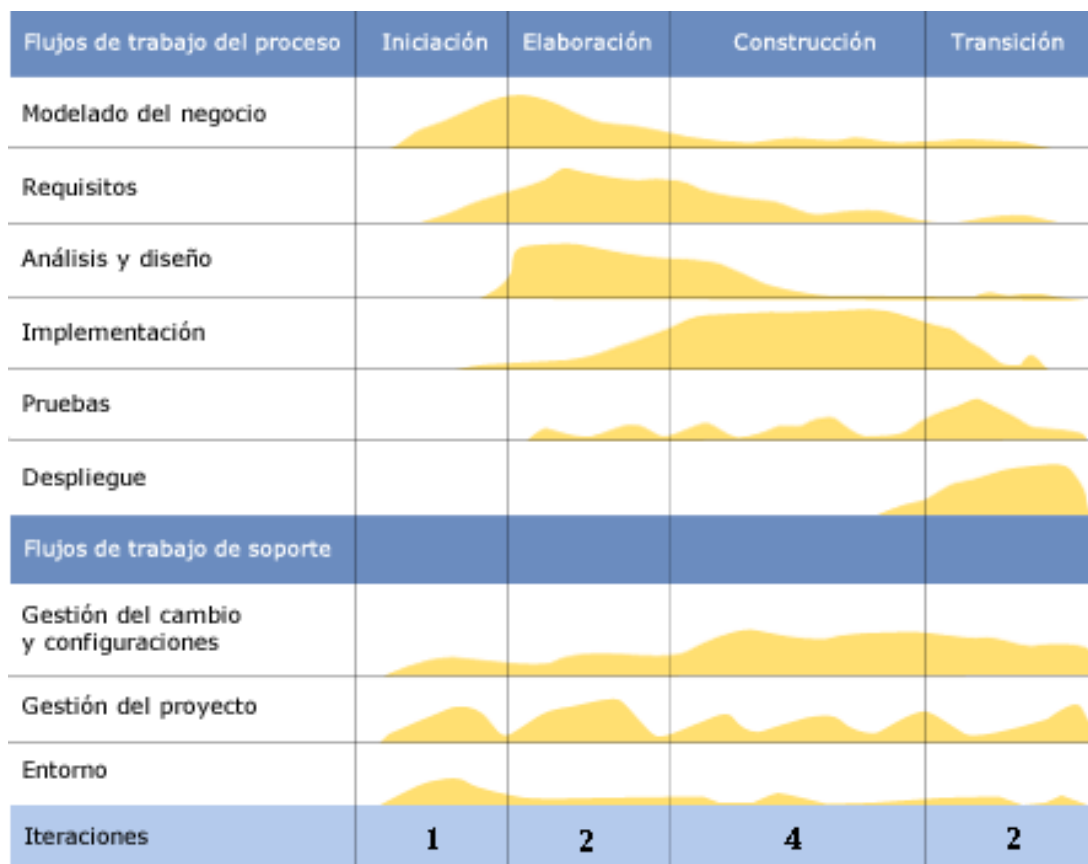 Flujos de trabajo del proceso Iniciación Elaboración Construcción Transición
Modelado del negocio
Requisitos
Análisis y diseño
Implementación
Pruebas
Despliegue
Flujos de trabajo de soporte
Gestión del cambio
y configuraciones
Gestión del proyecto
Entorno
Iteraciones 1 2 4 2